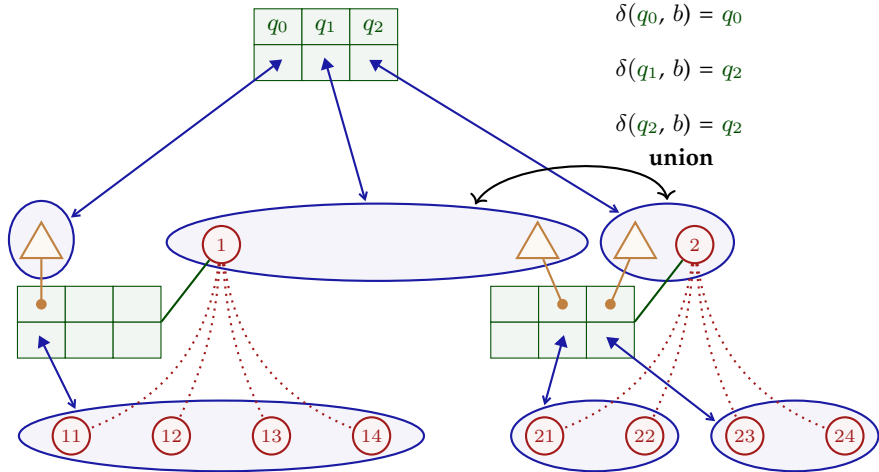 q0 q1 q2
δ(q0, b) = q0
δ(q1, b) = q2
δ(q2, b) = q2
union
1 2
11 12 13 14 21 22 23 24